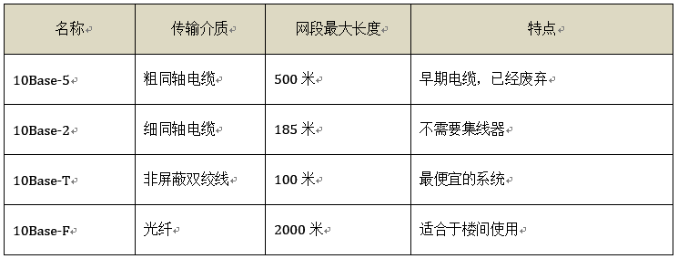 名称 传输介质 网段最大长度 特点
10Base-5 粗同轴电缆 500 米 早期电缆，已经废弃
10Base-2 细同轴电缆 185 米 不需要集线器
10Base-T 非屏蔽双绞线 100 米 最便宜的系统
10Base-F 光纤 2000 米 适合于楼间使用